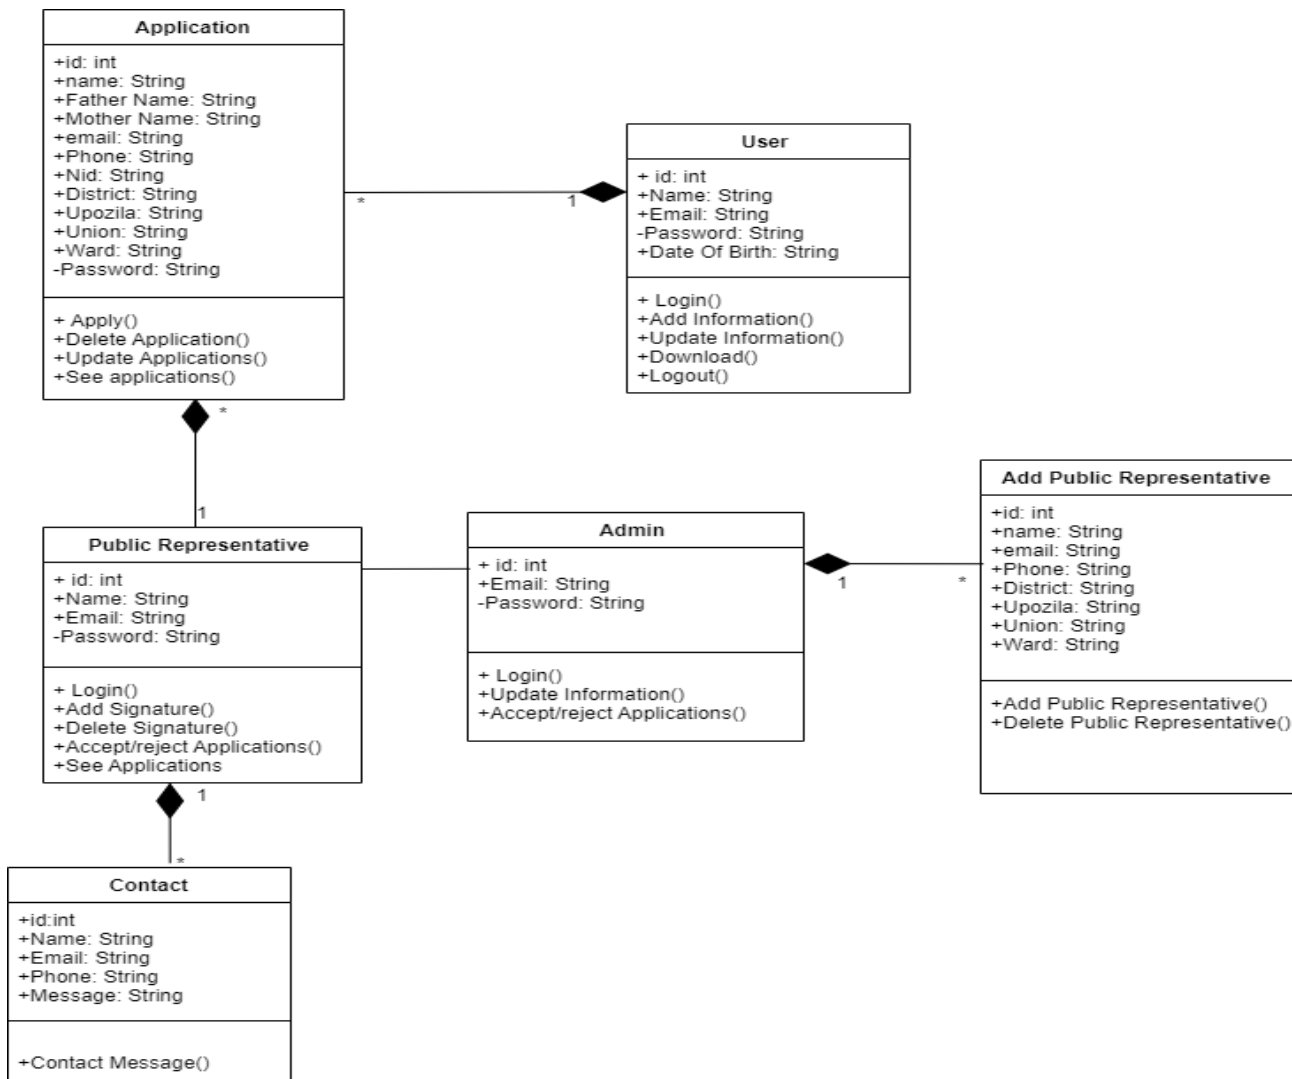 Application
+id: int
+name: String
+Father Name: String
+Mother Name: String
+email: String
+Phone: String
+Nid: String
+District: String
+Upozila: String
+Union: String
+Ward: String
-Password: String
+ Apply()
+Delete Application()
+Update Applications()
+See applications()
*
1
User
+ id: int
+Name: String
+Email: String
-Password: String
+Date Of Birth: String
+ Login()
+Add Information()
+Update Information()
+Download()
+Logout()
*
1
Public Representative
+ id: int
+Name: String
+Email: String
-Password: String
+ Login()
+Add Signature()
+Delete Signature()
+Accept/reject Applications()
+See Applications
Admin
+ id: int
+Email: String
-Password: String
+ Login()
+Update Information()
+Accept/reject Applications()
1
*
Add Public Representative
+id: int
+name: String
+email: String
+Phone: String
+District: String
+Upozila: String
+Union: String
+Ward: String
+Add Public Representative()
+Delete Public Representative()
1
*
Contact
+id:int
+Name: String
+Email: String
+Phone: String
+Message: String
+Contact Message()